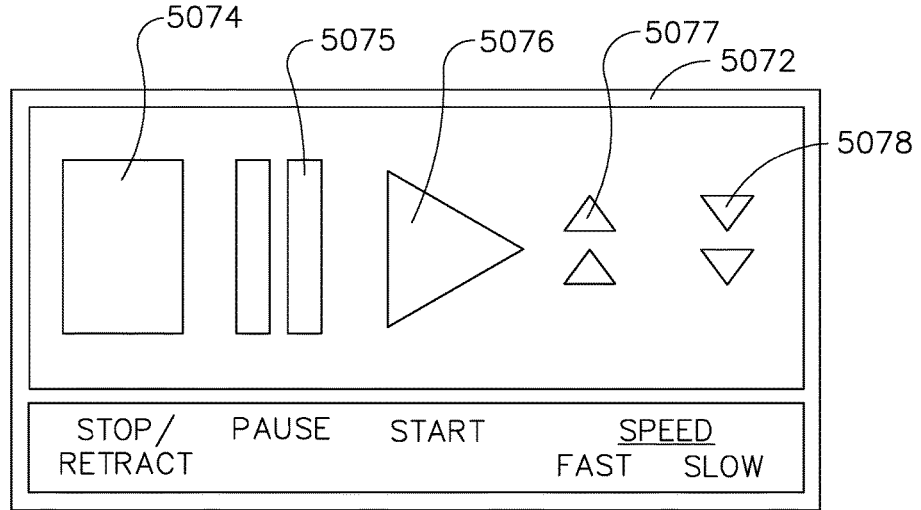 5074
5075
5076
5077
5072
5078
STOP/
RETRACT
PAUSE
START
SPEED
FAST SLOW